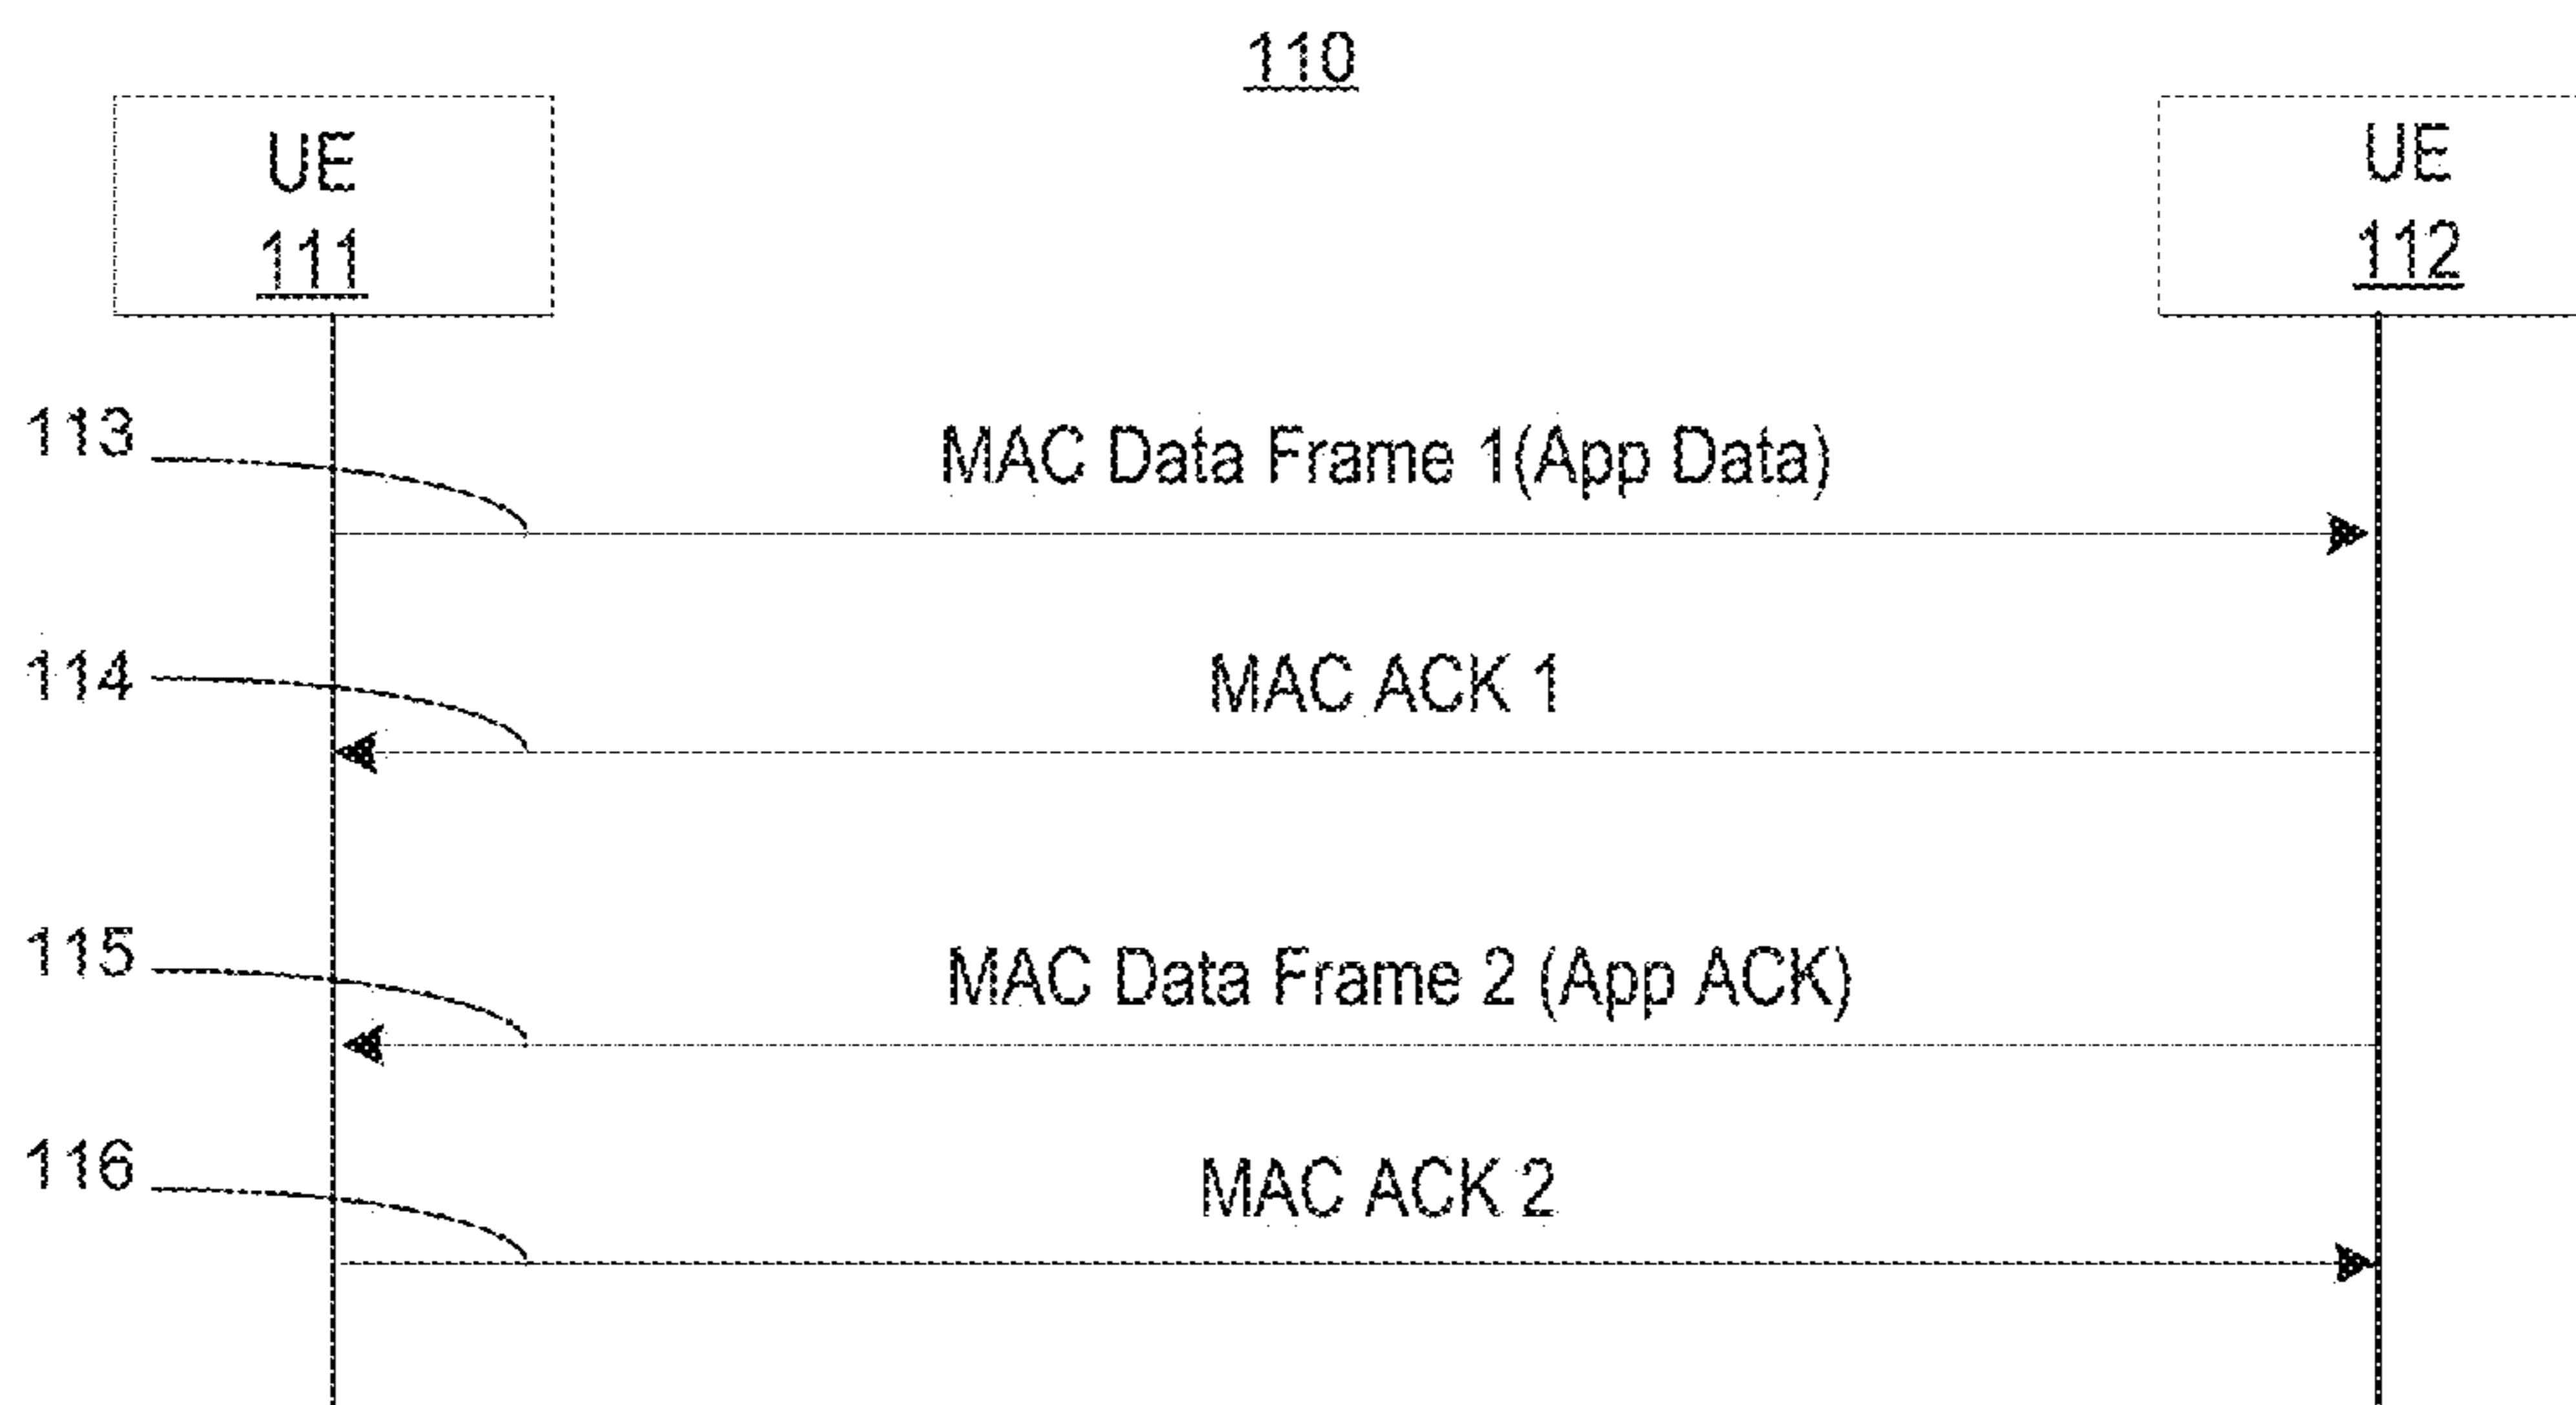 110
UE
111
UE
112
113
MAC Data Frame 1(App Data)
114
MAC ACK 1
115
MAC Data Frame 2 (App ACK)
116
MAC ACK 2